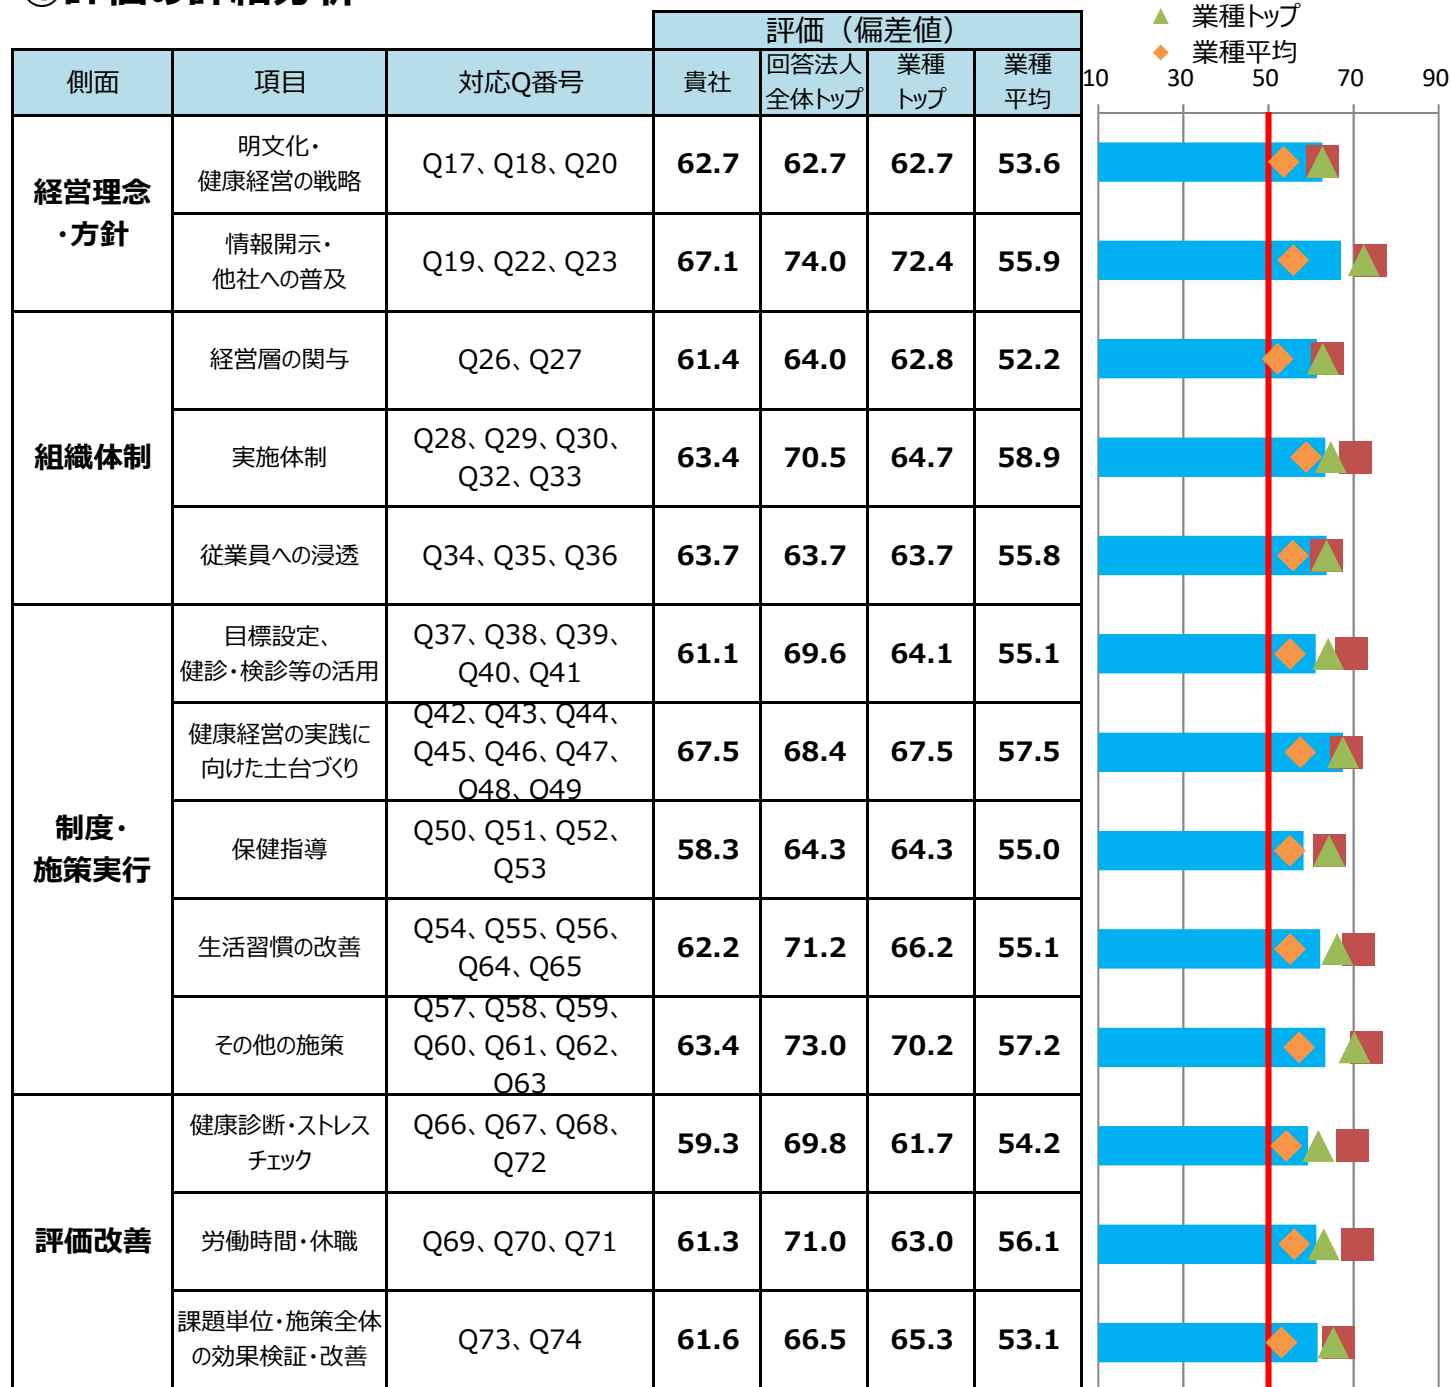 評価の詳細分析
業種トップ
業種平均
評価（偏差値）
側面 項目 対応Q番号 貴社 回答法人全体トップ 業種トップ 業種平均
10 30 50 70 90
経営理念・方針
明文化・健康経営の戦略 Q17、Q18、Q20 62.7 62.7 62.7 53.6
情報開示・他社への普及 Q19、Q22、Q23 67.1 74.0 72.4 55.9
組織体制
経営層の関与 Q26、Q27 61.4 64.0 62.8 52.2
実施体制 Q28、Q29、Q30、Q32、Q33 63.4 70.5 64.7 58.9
従業員への浸透 Q34、Q35、Q36 63.7 63.7 63.7 55.8
制度・施策実行
目標設定、健診・検診等の活用 Q37、Q38、Q39、Q40、Q41 61.1 69.6 64.1 55.1
健康経営の実践に向けた土台づくり Q42、Q43、Q44、Q45、Q46、Q47、Q48、Q49 67.5 68.4 67.5 57.5
保健指導 Q50、Q51、Q52、Q53 58.3 64.3 64.3 55.0
生活習慣の改善 Q54、Q55、Q56、Q64、Q65 62.2 71.2 66.2 55.1
その他の施策 Q57、Q58、Q59、Q60、Q61、Q62、Q63 63.4 73.0 70.2 57.2
評価改善
健康診断・ストレスチェック Q66、Q67、Q68、Q72 59.3 69.8 61.7 54.2
労働時間・休職 Q69、Q70、Q71 61.3 71.0 63.0 56.1
課題単位・施策全体の効果検証・改善 Q73、Q74 61.6 66.5 65.3 53.1